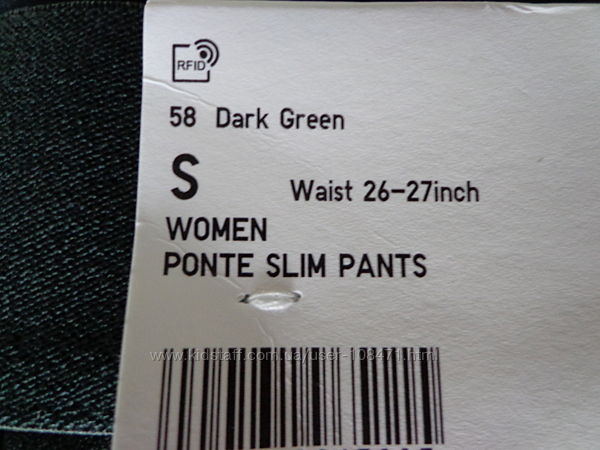 RFID
58 Dark Green
S Waist 26-27inch
WOMEN
PONTE SLIM PANTS
www.kidstaff.com.ua/user-108471.html